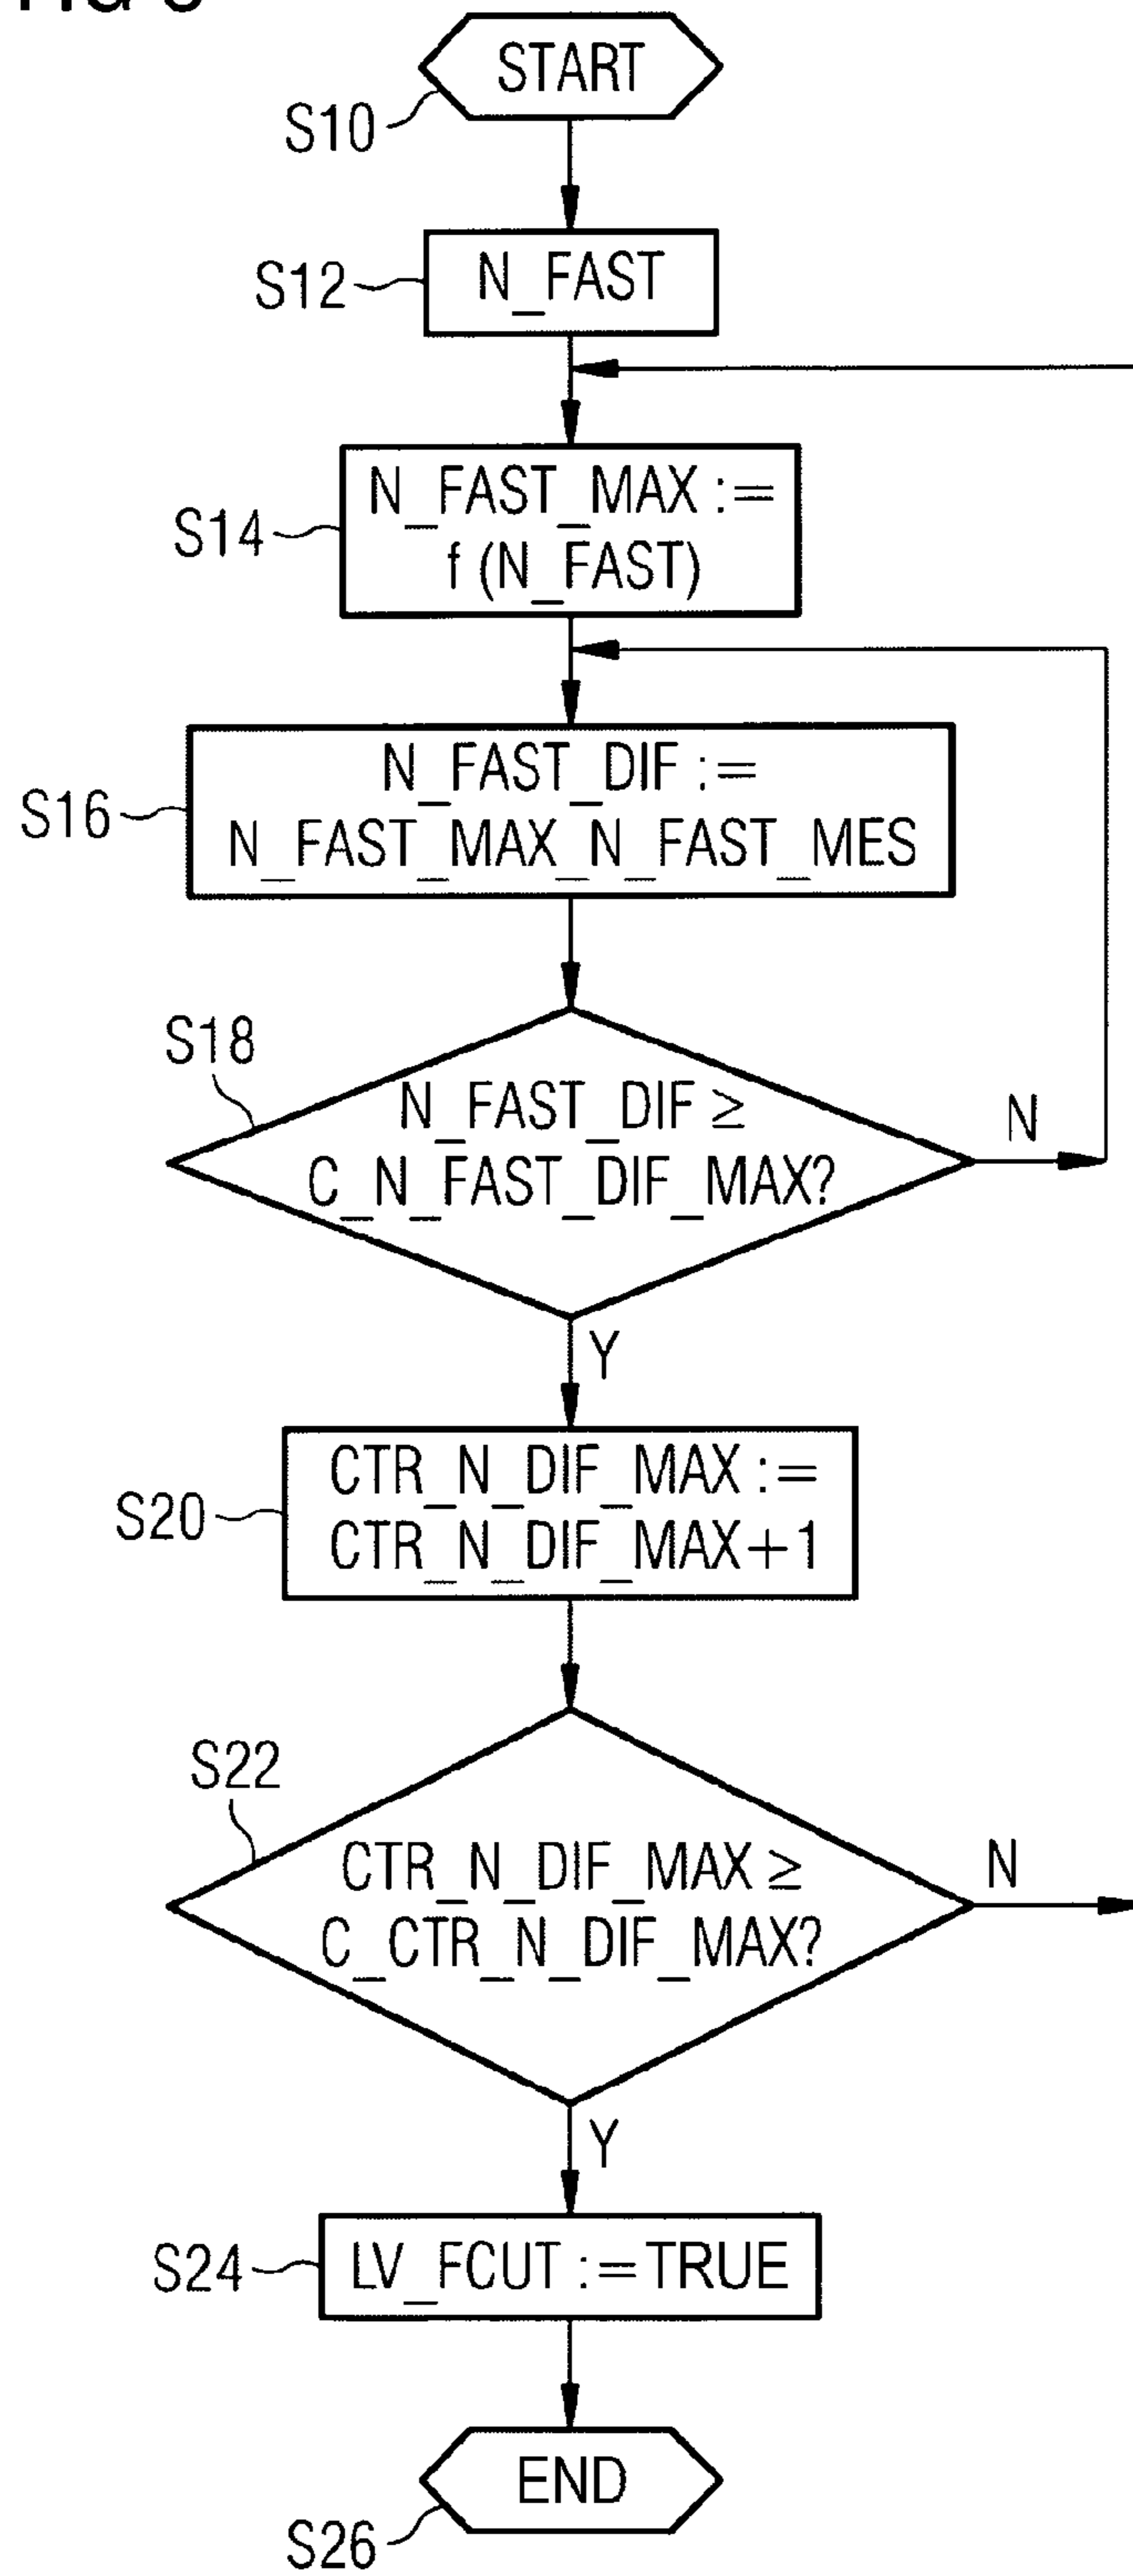 START
S10
S12
N_FAST
N_FAST_MAX :=
S14
f (N_FAST)
N_FAST_DIF :=
S16
N_FAST_MAX_N_FAST_MES
S18
N_FAST_DIF ≥
N
C_N_FAST_DIF_MAX?
Y
CTR_N_DIF_MAX :=
S20
CTR_N_DIF_MAX+1
S22
CTR_N_DIF_MAX ≥
N
C_CTR_N_DIF_MAX?
Y
S24
LV_FCUT :=TRUE
END
S26